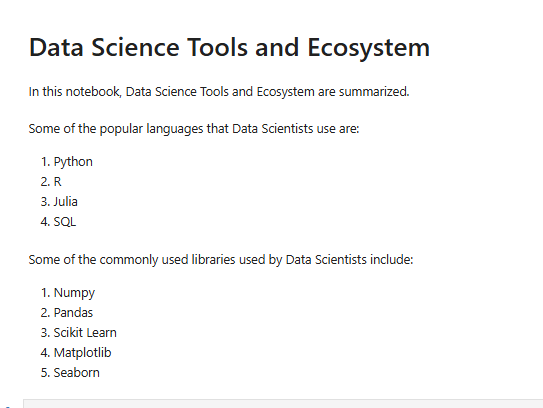 Data Science Tools and Ecosystem
In this notebook, Data Science Tools and Ecosystem are summarized.
Some of the popular languages that Data Scientists use are:
1. Python
2. R
3. Julia
4. SQL
Some of the commonly used libraries used by Data Scientists include:
1. Numpy
2. Pandas
3. Scikit Learn
4. Matplotlib
5. Seaborn